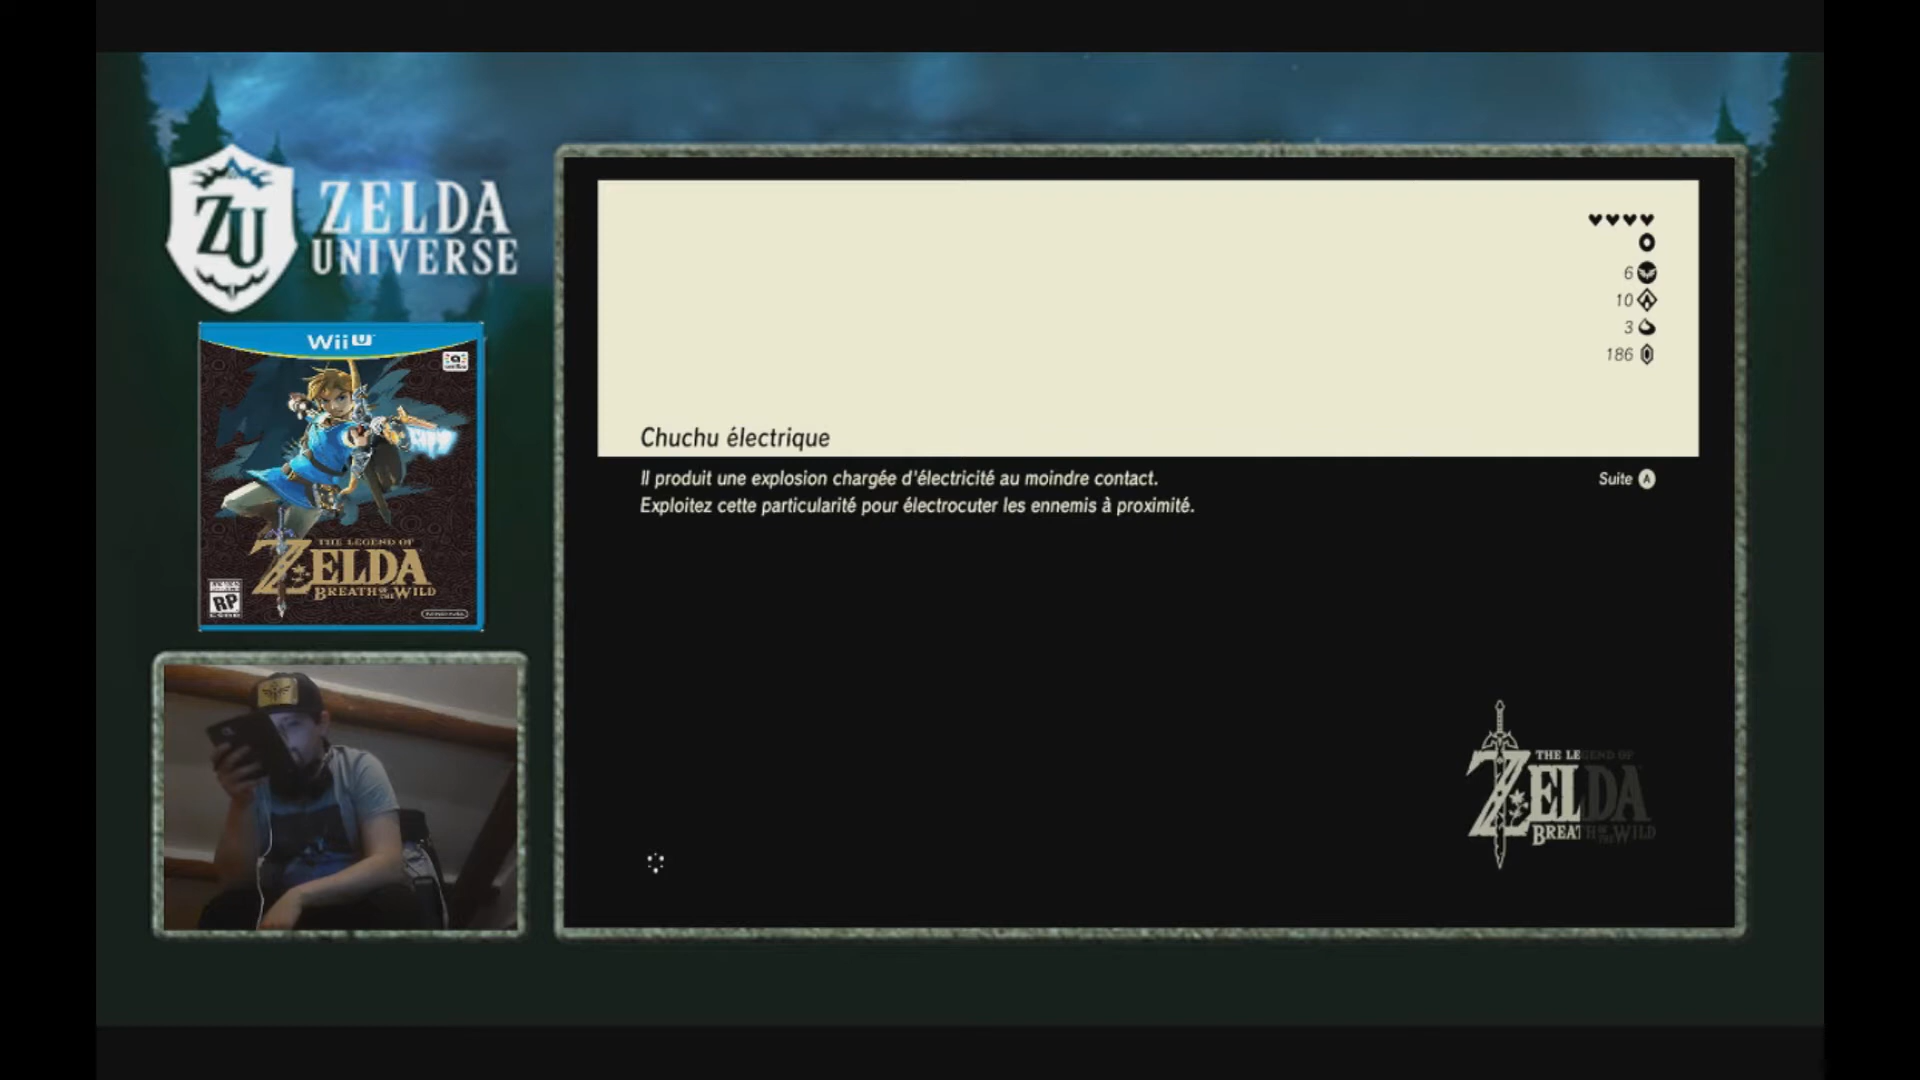 ZU
ZELDA
UNIVERSE
Wii U
THE LEGEND OF
ZELDA
BREATH OF THE WILD
RP
6
10
3
186
Chuchu électrique
Il produit une explosion chargée d'électricité au moindre contact.
Exploitez cette particularité pour électrocuter les ennemis à proximité.
Suite A
THE LEGEND OF
ZELDA
BREATH OF THE WILD